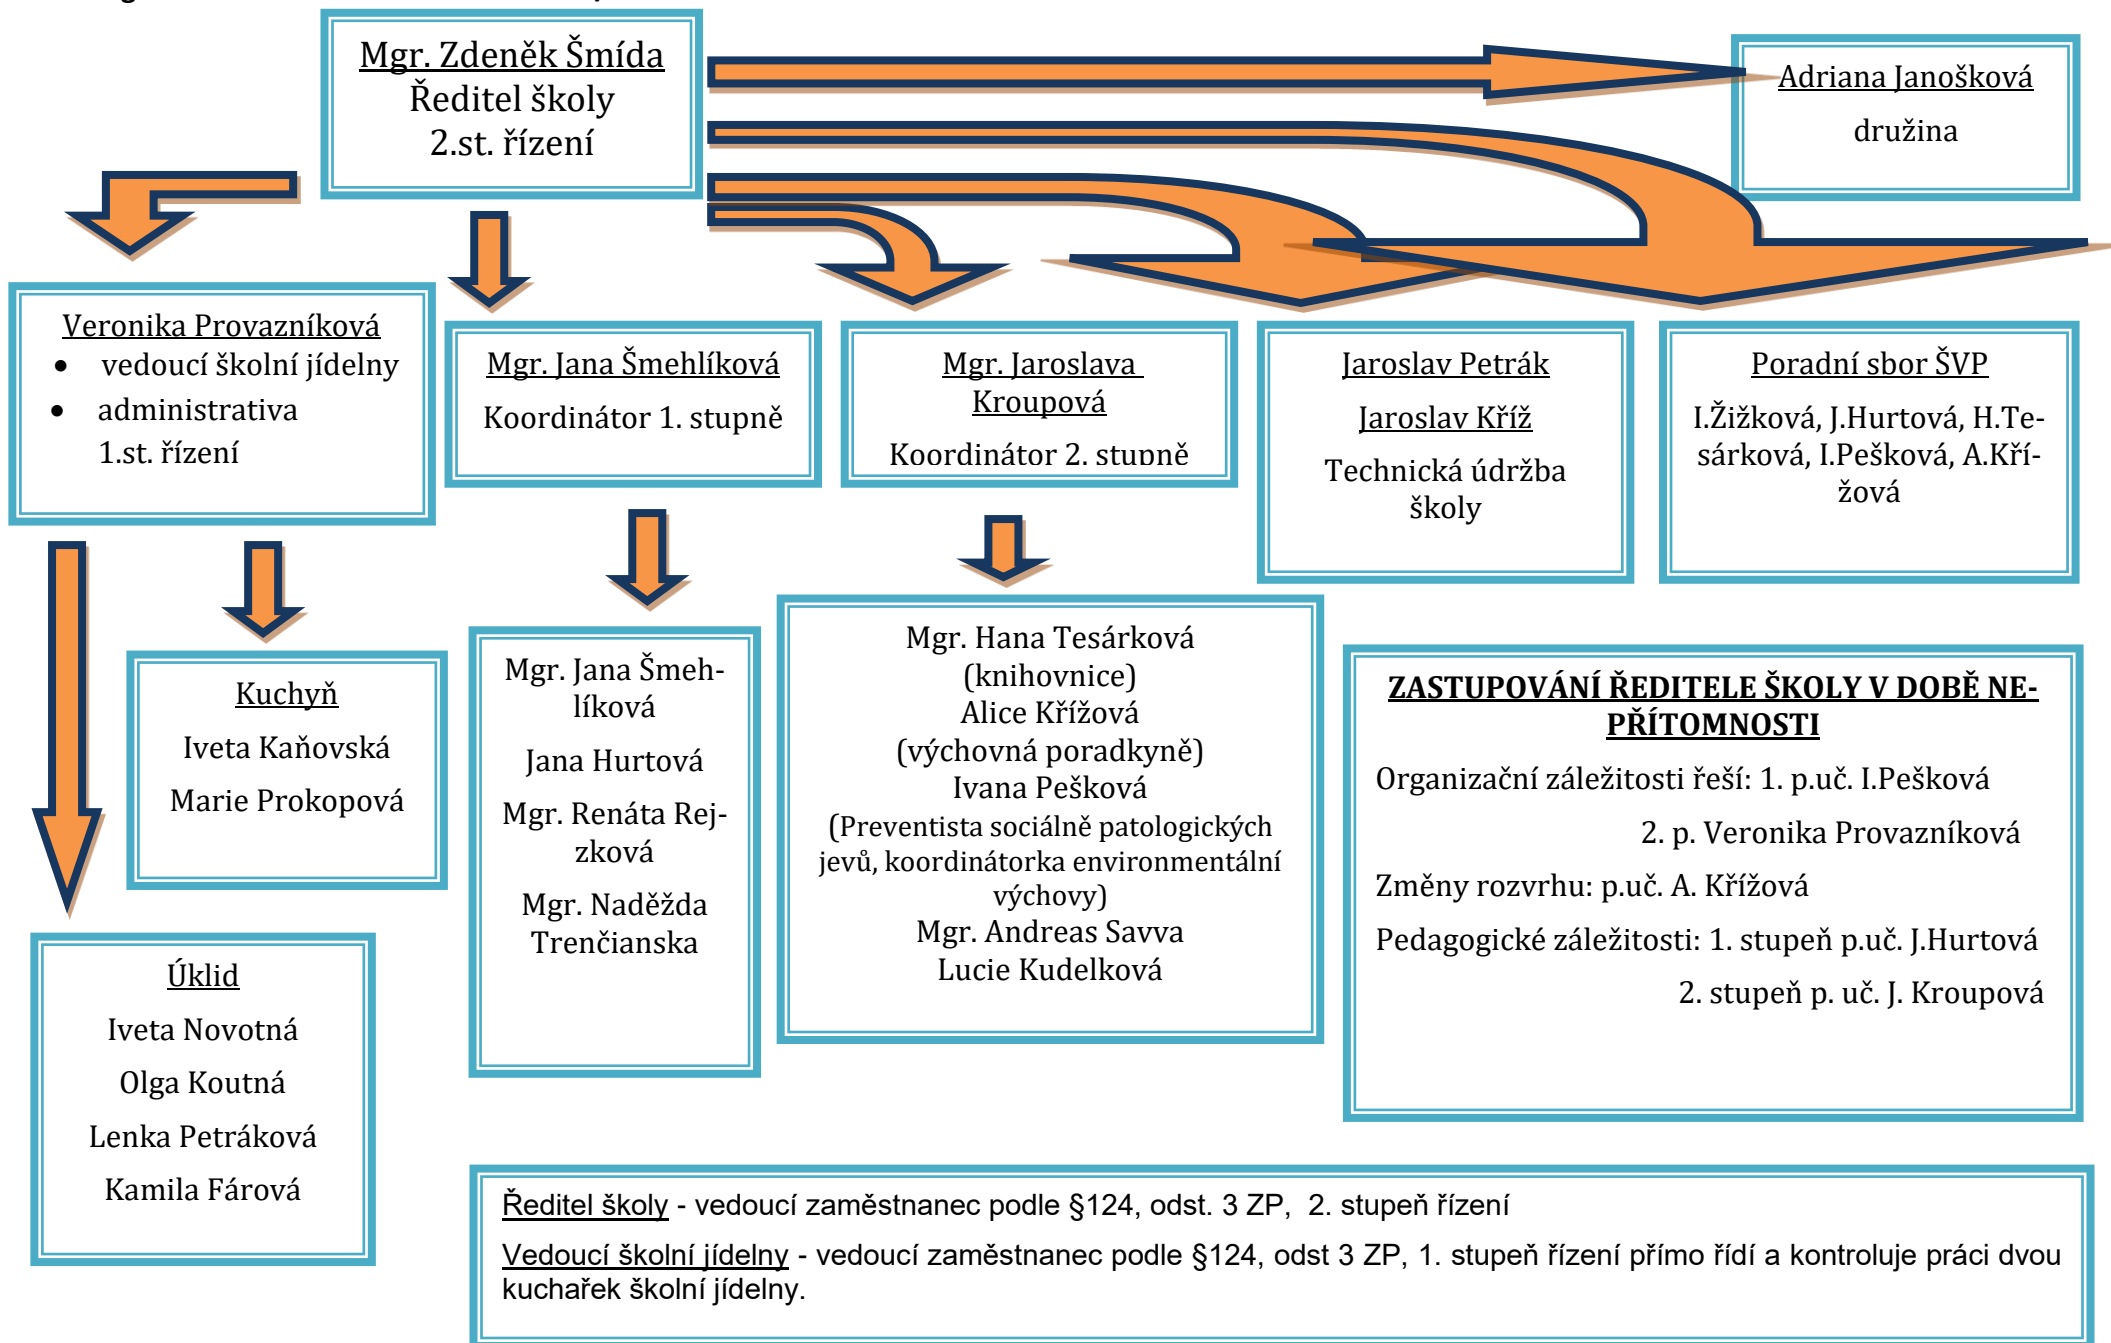 Mgr. Zdeněk Šmída
Ředitel školy
2.st. řízení
Adriana Janošková
družina
Veronika Provazníková
• vedoucí školní jídelny
• administrativa
1.st. řízení
Mgr. Jana Šmehlíková
Koordinátor 1. stupně
Mgr. Jaroslava
Kroupová
Koordinátor 2. stupně
Jaroslav Petrák
Jaroslav Kříž
Technická údržba
školy
Poradní sbor ŠVP
I.Žižková, J.Hurtová, H.Te-
sárková, I.Pešková, A.Kří-
žová
Kuchyň
Iveta Kaňovská
Marie Prokopová
Mgr. Jana Šmeh-
líková
Jana Hurtová
Mgr. Renáta Rej-
zková
Mgr. Naděžda
Trenčianska
Mgr. Hana Tesárková
(knihovnice)
Alice Křížová
(výchovná poradkyně)
Ivana Pešková
(Preventista sociálně patologických
jevů, koordinátorka environmentální
výchovy)
Mgr. Andreas Savva
Lucie Kudelková
ZASTUPOVÁNÍ ŘEDITELE ŠKOLY V DOBĚ NE-
PŘÍTOMNOSTI
Organizační záležitosti řeší: 1. p.uč. I.Pešková
2. p. Veronika Provazníková
Změny rozvrhu: p.uč. A. Křížová
Pedagogické záležitosti: 1. stupeň p.uč. J.Hurtová
2. stupeň p. uč. J. Kroupová
Úklid
Iveta Novotná
Olga Koutná
Lenka Petráková
Kamila Fárová
Ředitel školy - vedoucí zaměstnanec podle §124, odst. 3 ZP, 2. stupeň řízení
Vedoucí školní jídelny - vedoucí zaměstnanec podle §124, odst 3 ZP, 1. stupeň řízení přímo řídí a kontroluje práci dvou
kuchařek školní jídelny.